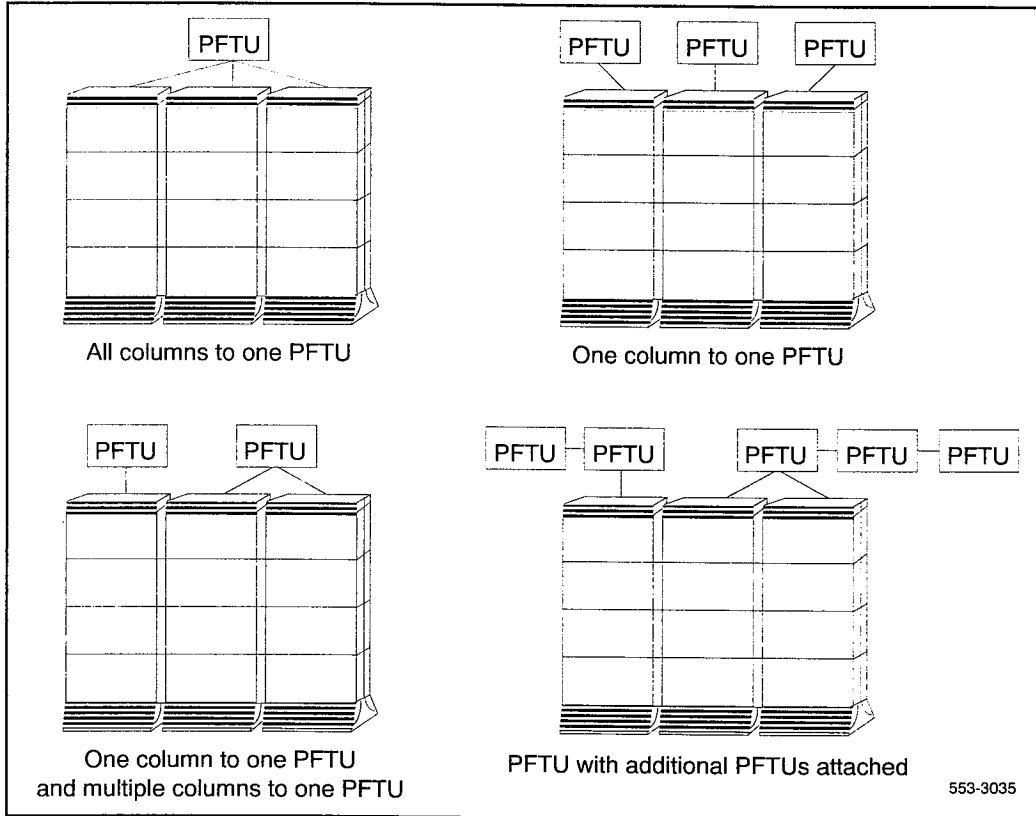 PFTU
PFTU PFTU PFTU
All columns to one PFTU
One column to one PFTU
PFTU PFTU
One column to one PFTU
and multiple columns to one PFTU
PFTU PFTU PFTU PFTU PFTU
PFTU with additional PFTUs attached
553-3035